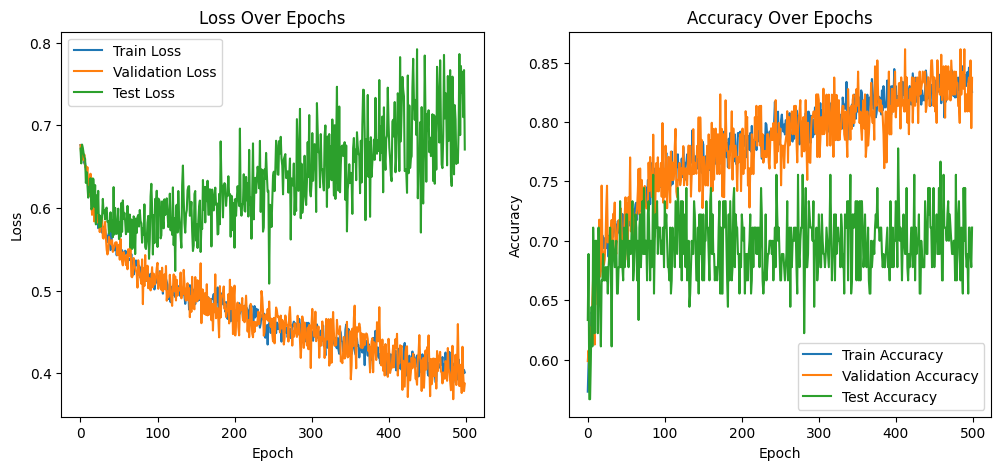 Loss Over Epochs
Train Loss
Validation Loss
Test Loss
0.8
0.7
0.6
0.5
0.4
Loss
0
100
200
300
400
500
Epoch
Accuracy Over Epochs
0.85
0.80
0.75
0.70
0.65
0.60
Accuracy
Train Accuracy
Validation Accuracy
Test Accuracy
0
100
200
300
400
500
Epoch